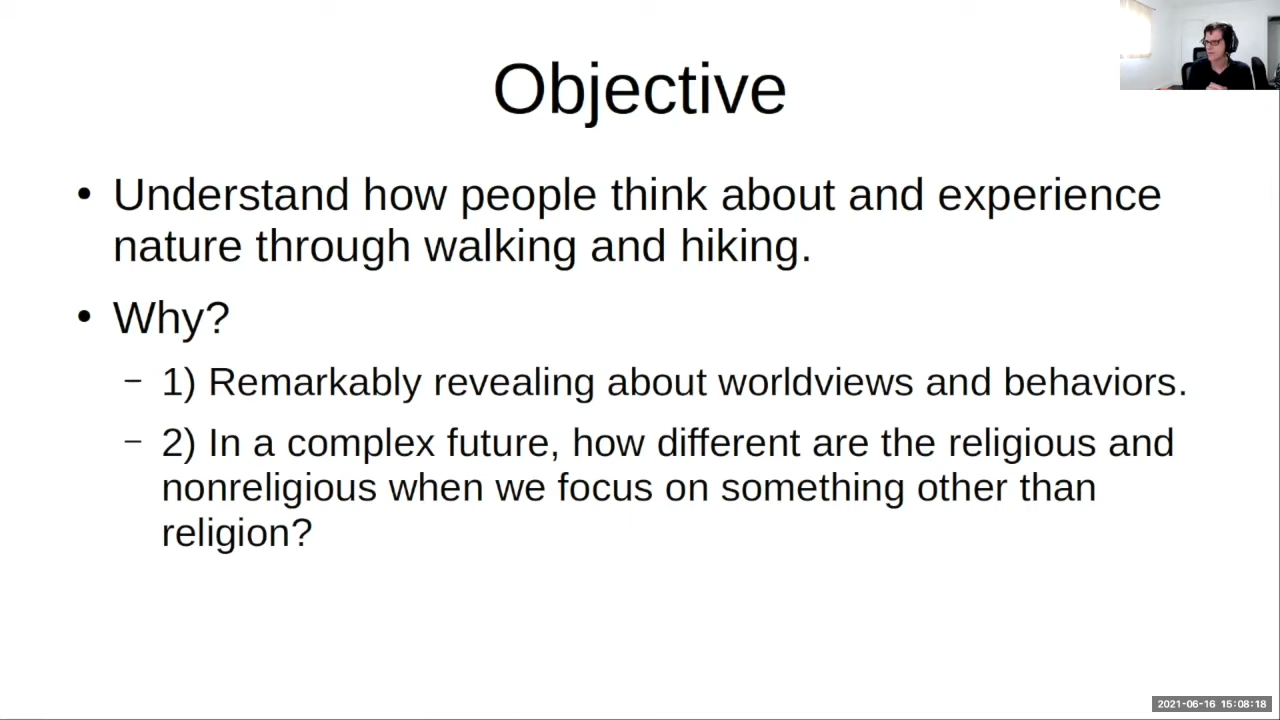 Objective
• Understand how people think about and experience
nature through walking and hiking.
• Why?
– 1) Remarkably revealing about worldviews and behaviors.
– 2) In a complex future, how different are the religious and
nonreligious when we focus on something other than
religion?
2021-06-16 15:08:18